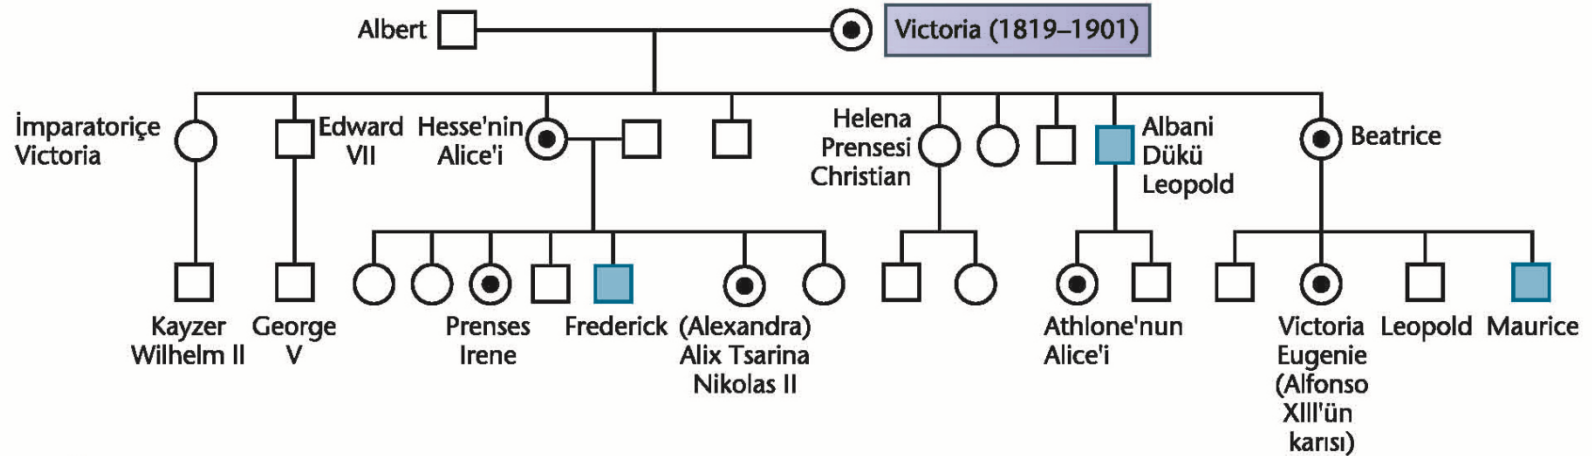 Albert
Victoria (1819–1901)
İmparatoriçe
Victoria
Edward
VII
Hesse'nin
Alice'i
Helena
Prensesi
Christian
Albani
Dükü
Leopold
Beatrice
Kayzer
Wilhelm II
George
V
Prenses
Irene
Frederick
(Alexandra)
Alix Tsarina
Nikolas II
Athlone'nun
Alice'i
Victoria
Eugenie
(Alfonso
XIII'ün
karısı)
Leopold
Maurice